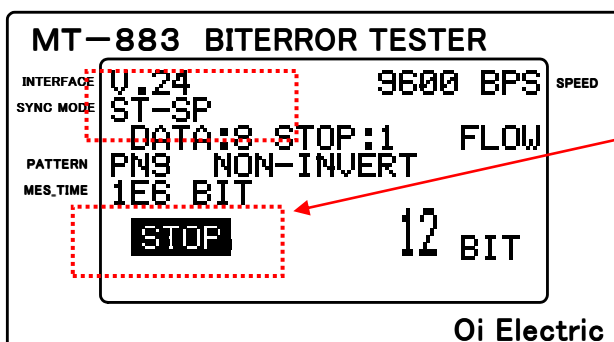 MT-883 BITERROR TESTER
INTERFACE V.24 9600 BPS SPEED
SYNC MODE ST-SP
DATA:8 STOP:1 FLOW
PATTERN PN9 NON-INVERT
MES_TIME 1E6 BIT
STOP 12 BIT
Oi Electric